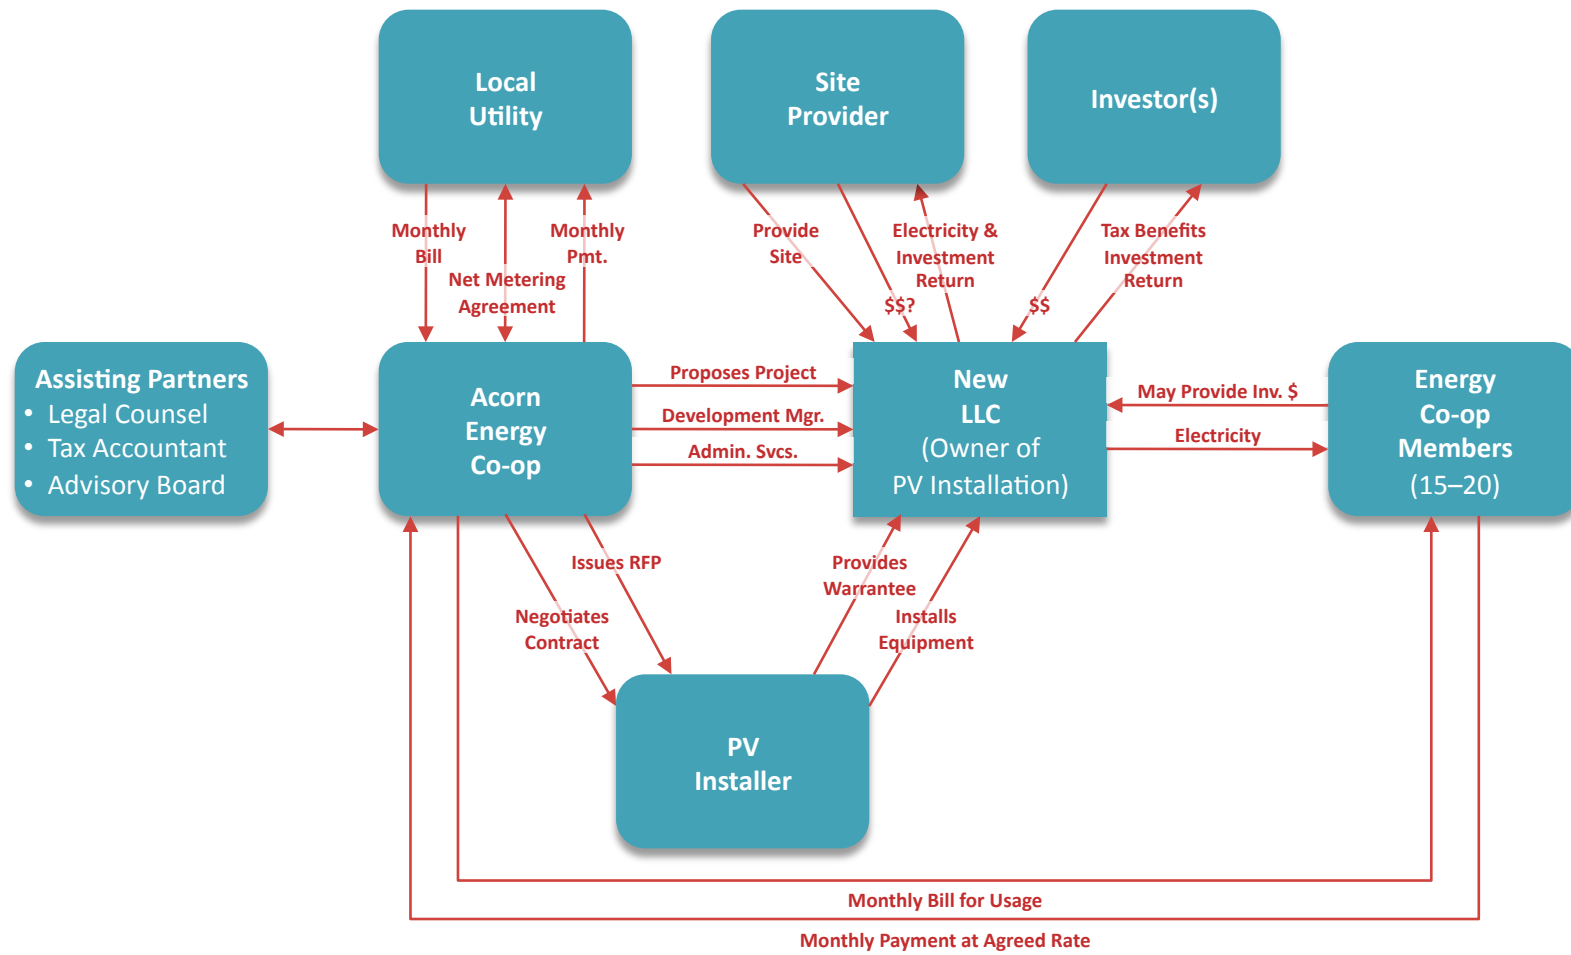 Local
Utility
Site
Provider
Investor(s)
Monthly
Bill
Net Metering
Agreement
Monthly
Pmt.
Provide
Site
$$?
Electricity &
Investment
Return
$$
Tax Benefits
Investment
Return
Assisting Partners
• Legal Counsel
• Tax Accountant
• Advisory Board
Acorn
Energy
Co-op
Proposes Project
Development Mgr.
Admin. Svcs.
New
LLC
(Owner of
PV Installation)
May Provide Inv. $
Electricity
Energy
Co-op
Members
(15–20)
Issues RFP
Negotiates
Contract
Provides
Warrantee
Installs
Equipment
PV
Installer
Monthly Bill for Usage
Monthly Payment at Agreed Rate